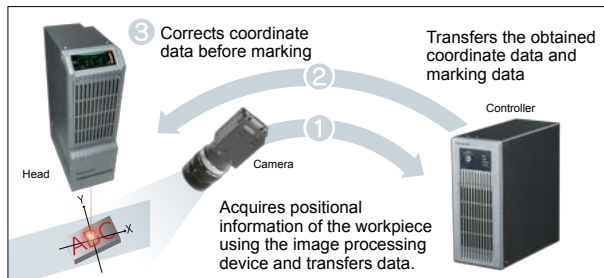 3 Corrects coordinate
data before marking
Transfers the obtained
coordinate data and
marking data
2
Controller
1
Camera
Head
Y
X
ABC
Acquires positional
information of the workpiece
using the image processing
device and transfers data.